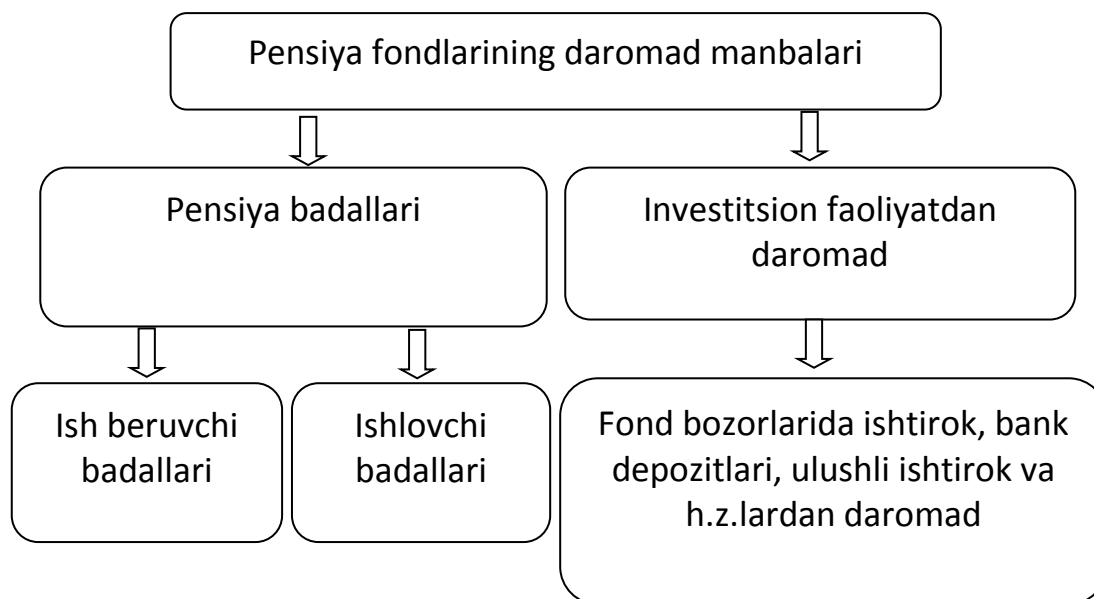 Pensiya fondlarining daromad manbalari
Pensiya badallari
Investitsion faoliyatdan
daromad
Ish beruvchi
badallari
Ishlovchi
badallari
Fond bozorlarida ishtirok, bank
depozitlari, ulushli ishtirok va
h.z.lardan daromad